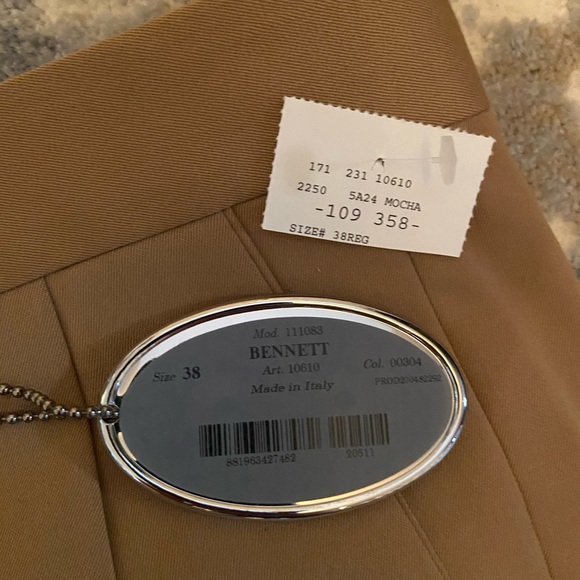 171 231 10610
2250 5A24 MOCHA
-109 358-
SIZE# 38REG
Mod. 111083
BENNETT
Size 38 Art. 10610 Col. 00304
Made in Italy PROD200482292
881963427482 20511